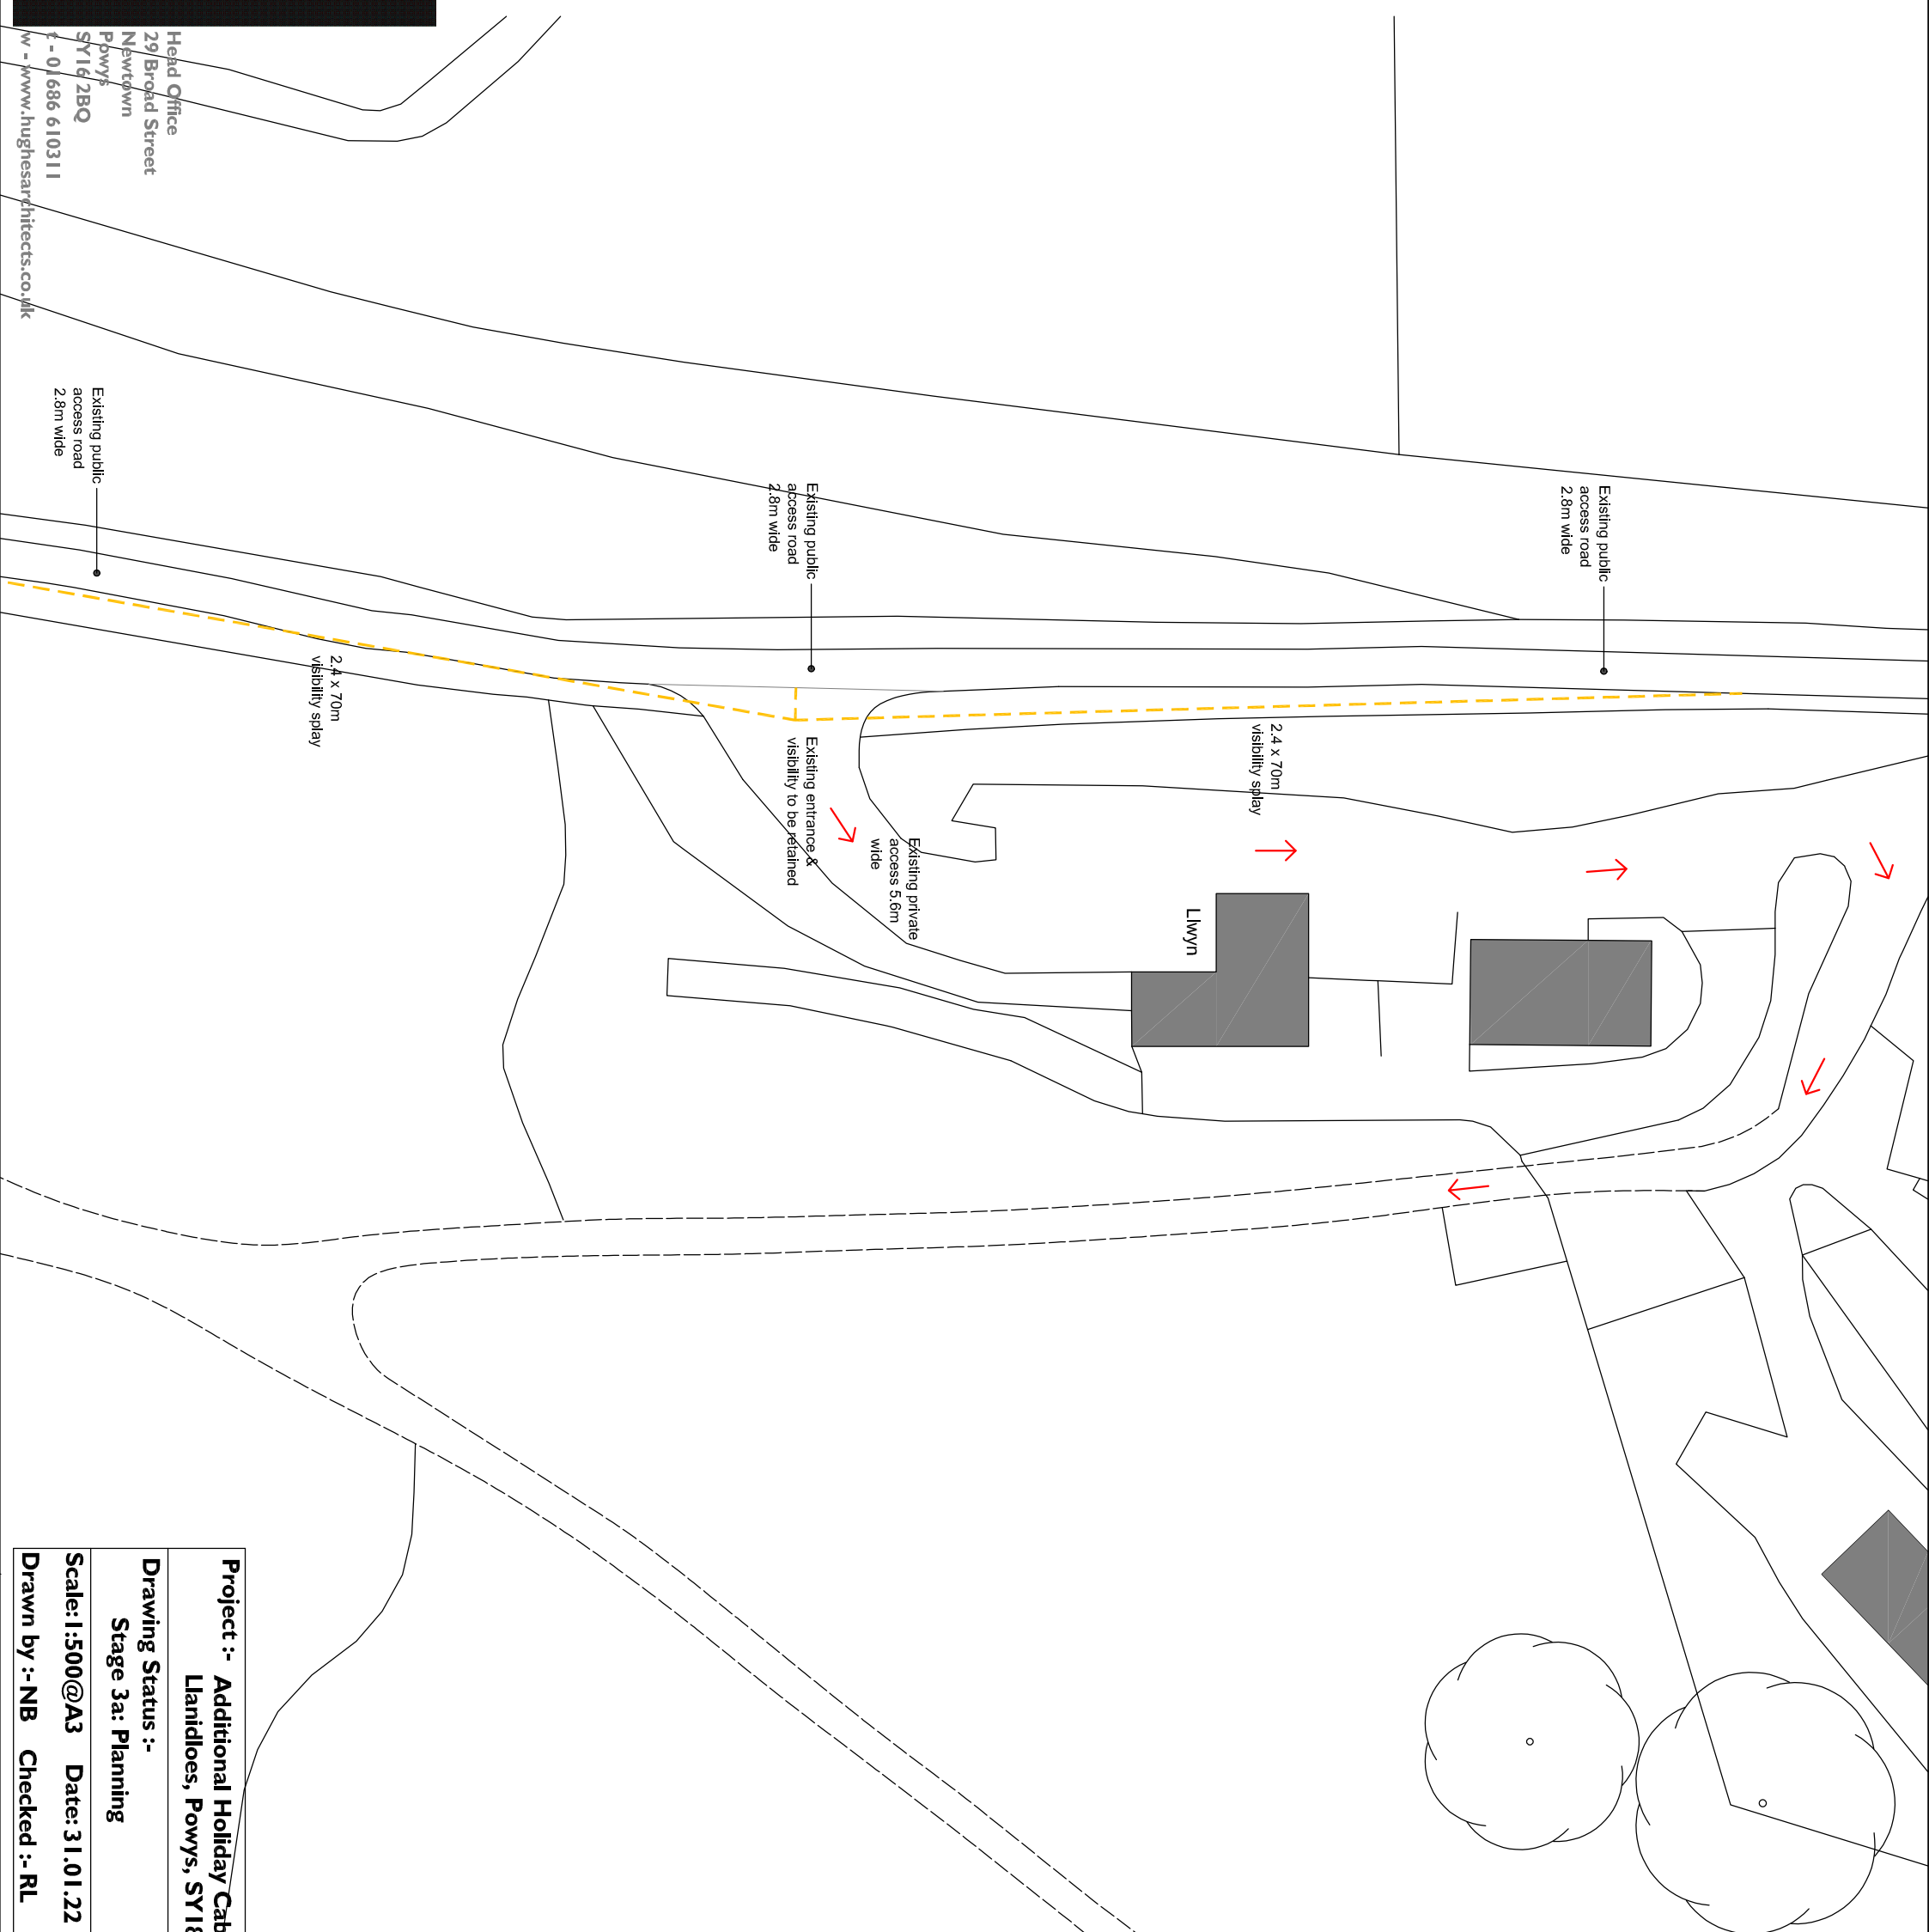 Head Office
29 Broad Street
Newtown
Powys
SY16 2BQ
t - 01686 610311
w - www.hughesarchitects.co.uk
Existing public
access road
2.8m wide
Existing public
access road
2.8m wide
Existing public
access road
2.8m wide
2.4 x 70m
visibility splay
2.4 x 70m
visibility splay
Existing entrance &
visibility to be retained
Existing private
access 5.6m
wide
Llwyn
Project :- Additional Holiday Cab
Llanidloes, Powys, SY18
Drawing Status :-
Stage 3a: Planning
Scale: 1:500@A3 Date: 31.01.22
Drawn by :- NB Checked :- RL